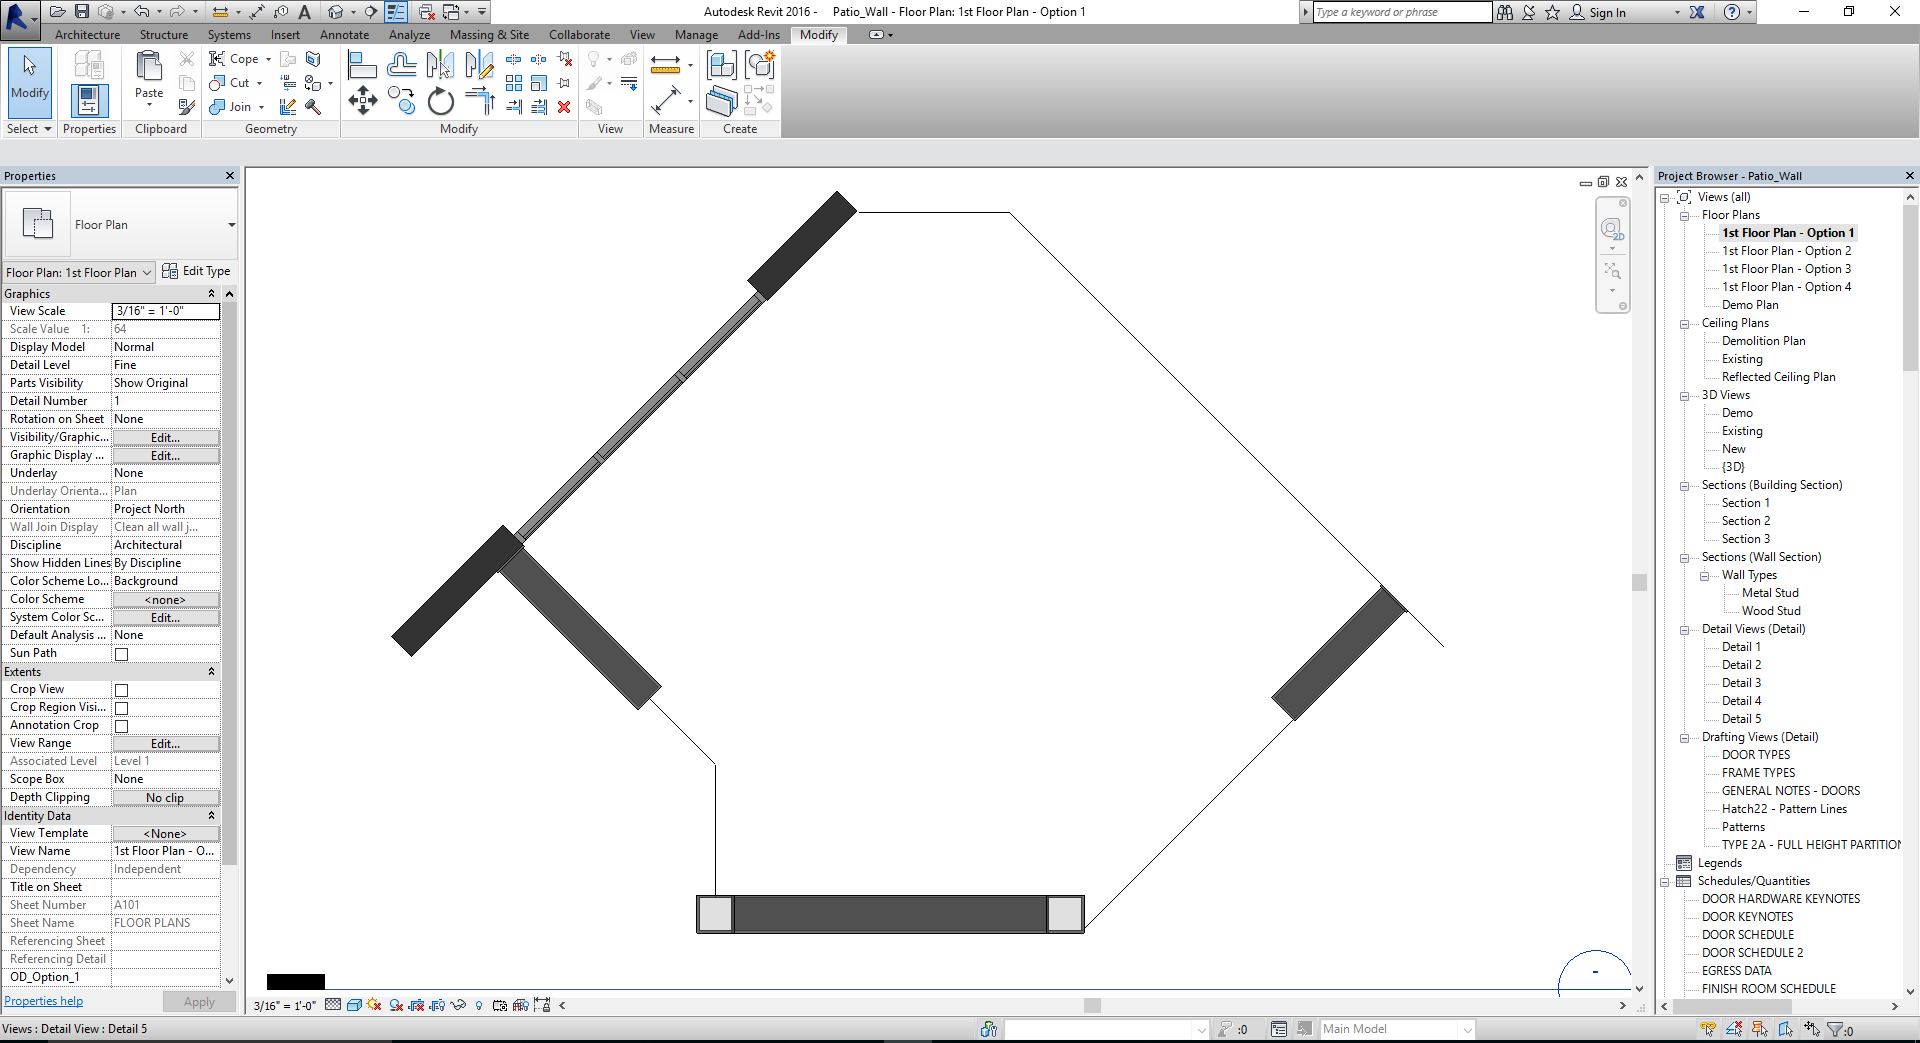 Autodesk Revit 2016 - Patio_Wall - Floor Plan: 1st Floor Plan - Option 1
Type a keyword or phrase
Sign In
Architecture Structure Systems Insert Annotate Analyze Massing & Site Collaborate View Manage Add-Ins Modify
Modify
Paste
Cope
Cut
Join
Select Properties Clipboard Geometry Modify View Measure Create
Properties
Floor Plan
Floor Plan: 1st Floor Plan Edit Type
Graphics
View Scale 3/16" = 1'-0"
Scale Value 1: 64
Display Model Normal
Detail Level Fine
Parts Visibility Show Original
Detail Number 1
Rotation on Sheet None
Visibility/Graphic... Edit...
Graphic Display ... Edit...
Underlay None
Underlay Orienta... Plan
Orientation Project North
Wall Join Display Clean all wall j...
Discipline Architectural
Show Hidden Lines By Discipline
Color Scheme Lo... Background
Color Scheme <none>
System Color Sc... Edit...
Default Analysis ... None
Sun Path
Extents
Crop View
Crop Region Visi...
Annotation Crop
View Range Edit...
Associated Level Level 1
Scope Box None
Depth Clipping No clip
Identity Data
View Template <None>
View Name 1st Floor Plan - O...
Dependency Independent
Title on Sheet
Sheet Number A101
Sheet Name FLOOR PLANS
Referencing Sheet
Referencing Detail
OD_Option_1
Properties help Apply
2D
-
3/16" = 1'-0"
Project Browser - Patio_Wall
Views (all)
Floor Plans
1st Floor Plan - Option 1
1st Floor Plan - Option 2
1st Floor Plan - Option 3
1st Floor Plan - Option 4
Demo Plan
Ceiling Plans
Demolition Plan
Existing
Reflected Ceiling Plan
3D Views
Demo
Existing
New
{3D}
Sections (Building Section)
Section 1
Section 2
Section 3
Sections (Wall Section)
Wall Types
Metal Stud
Wood Stud
Detail Views (Detail)
Detail 1
Detail 2
Detail 3
Detail 4
Detail 5
Drafting Views (Detail)
DOOR TYPES
FRAME TYPES
GENERAL NOTES - DOORS
Hatch22 - Pattern Lines
Patterns
TYPE 2A - FULL HEIGHT PARTITION
Legends
Schedules/Quantities
DOOR HARDWARE KEYNOTES
DOOR KEYNOTES
DOOR SCHEDULE
DOOR SCHEDULE 2
EGRESS DATA
FINISH ROOM SCHEDULE
Views : Detail View : Detail 5
:0
Main Model
:0